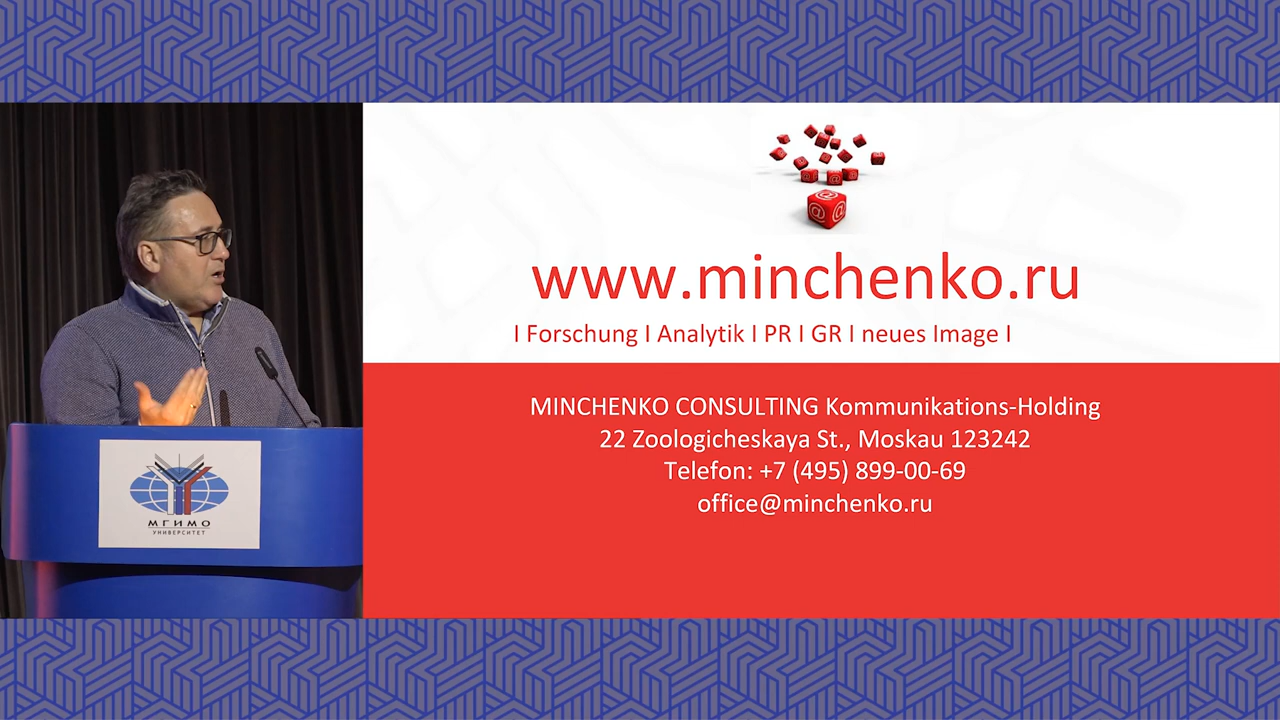 www.minchenko.ru
I Forschung I Analytik I PR I GR I neues Image I
MINCHENKO CONSULTING Kommunikations-Holding
22 Zoologicheskaya St., Moskau 123242
Telefon: +7 (495) 899-00-69
office@minchenko.ru
МГИМО
УНИВЕРСИТЕТ